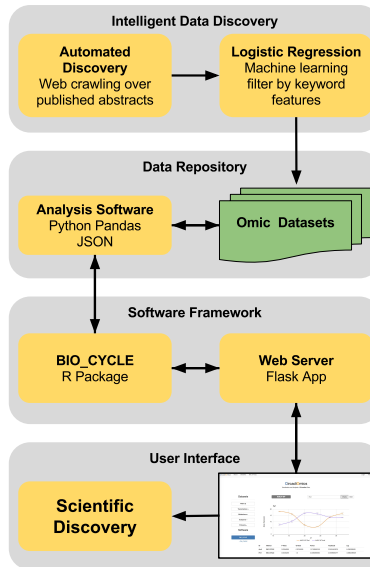 Intelligent Data Discovery
Automated
Discovery
Web crawling over
published abstracts
Logistic Regression
Machine learning
filter by keyword
features
Data Repository
Analysis Software
Python Pandas
JSON
Omic Datasets
Software Framework
BIO_CYCLE
R Package
Web Server
Flask App
User Interface
Scientific
Discovery